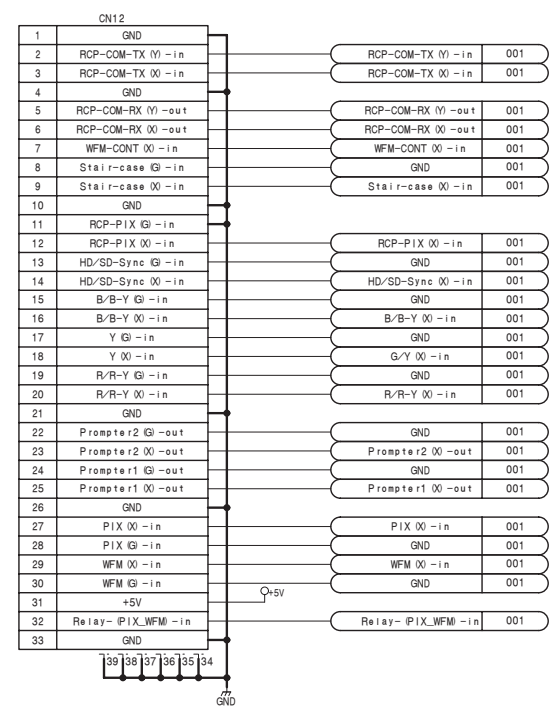 CN12
1 GND
2 RCP-COM-TX (Y) -in RCP-COM-TX (Y) -in 001
3 RCP-COM-TX (X) -in RCP-COM-TX (X) -in 001
4 GND
5 RCP-COM-RX (Y) -out RCP-COM-RX (Y) -out 001
6 RCP-COM-RX (X) -out RCP-COM-RX (X) -out 001
7 WFM-CONT (X) -in WFM-CONT (X) -in 001
8 Stair-case (G) -in GND 001
9 Stair-case (X) -in Stair-case (X) -in 001
10 GND
11 RCP-PIX (G) -in
12 RCP-PIX (X) -in RCP-PIX (X) -in 001
13 HD/SD-Sync (G) -in GND 001
14 HD/SD-Sync (X) -in HD/SD-Sync (X) -in 001
15 B/B-Y (G) -in GND 001
16 B/B-Y (X) -in B/B-Y (X) -in 001
17 Y (G) -in GND 001
18 Y (X) -in G/Y (X) -in 001
19 R/R-Y (G) -in GND 001
20 R/R-Y (X) -in R/R-Y (X) -in 001
21 GND
22 Prompter2 (G) -out GND 001
23 Prompter2 (X) -out Prompter2 (X) -out 001
24 Prompter1 (G) -out GND 001
25 Prompter1 (X) -out Prompter1 (X) -out 001
26 GND
27 PIX (X) -in PIX (X) -in 001
28 PIX (G) -in GND 001
29 WFM (X) -in WFM (X) -in 001
30 WFM (G) -in GND 001
31 +5V +5V
32 Relay- (PIX_WFM) -in Relay- (PIX_WFM) -in 001
33 GND
39 38 37 36 35 34
GND